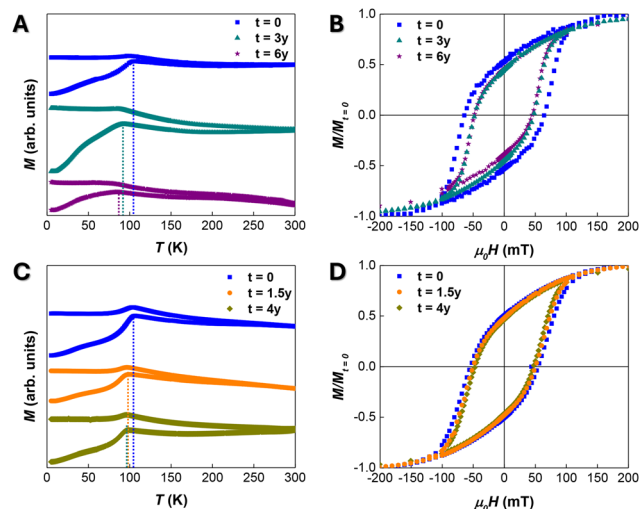 A
t = 0
t = 3y
t = 6y
M (arb. units)
0 50 100 150 200 250 300
T (K)
B
t = 0
t = 3y
t = 6y
M/M_{t = 0}
1.0
0.5
0.0
-0.5
-1.0
-200 -150 -100 -50 0 50 100 150 200
μ₀H (mT)
C
t = 0
t = 1.5y
t = 4y
M (arb. units)
0 50 100 150 200 250 300
T (K)
D
t = 0
t = 1.5y
t = 4y
M/M_{t = 0}
1.0
0.5
0.0
-0.5
-1.0
-200 -150 -100 -50 0 50 100 150 200
μ₀H (mT)